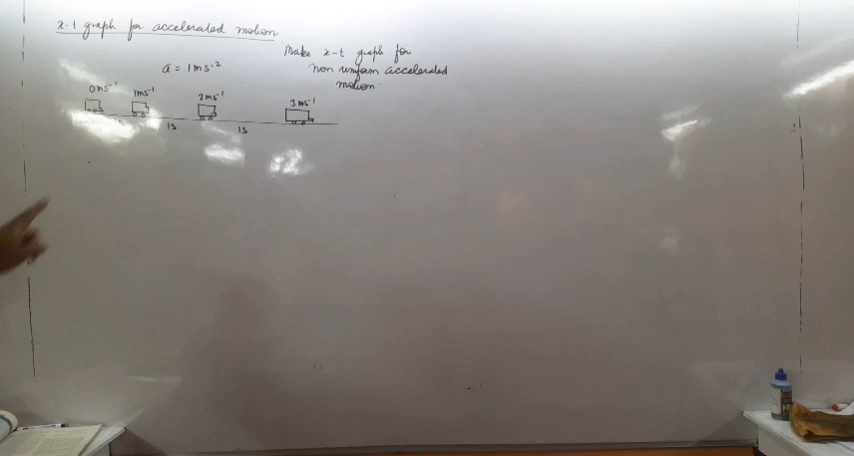 x-t graph for accelerated motion
a = 1ms⁻²
Make x-t graph for
non uniform accelerated
motion
0ms⁻¹ 1ms⁻¹ 2ms⁻¹ 3ms⁻¹
1s 1s